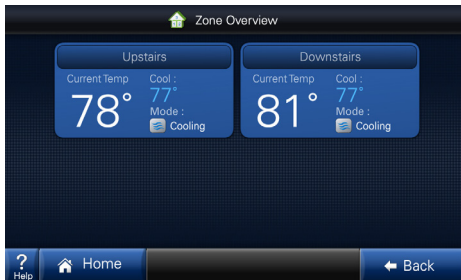 Zone Overview
Upstairs
Current Temp
78°
Cool :
77°
Mode :
Cooling
Downstairs
Current Temp
81°
Cool :
77°
Mode :
Cooling
?
Help
Home
Back